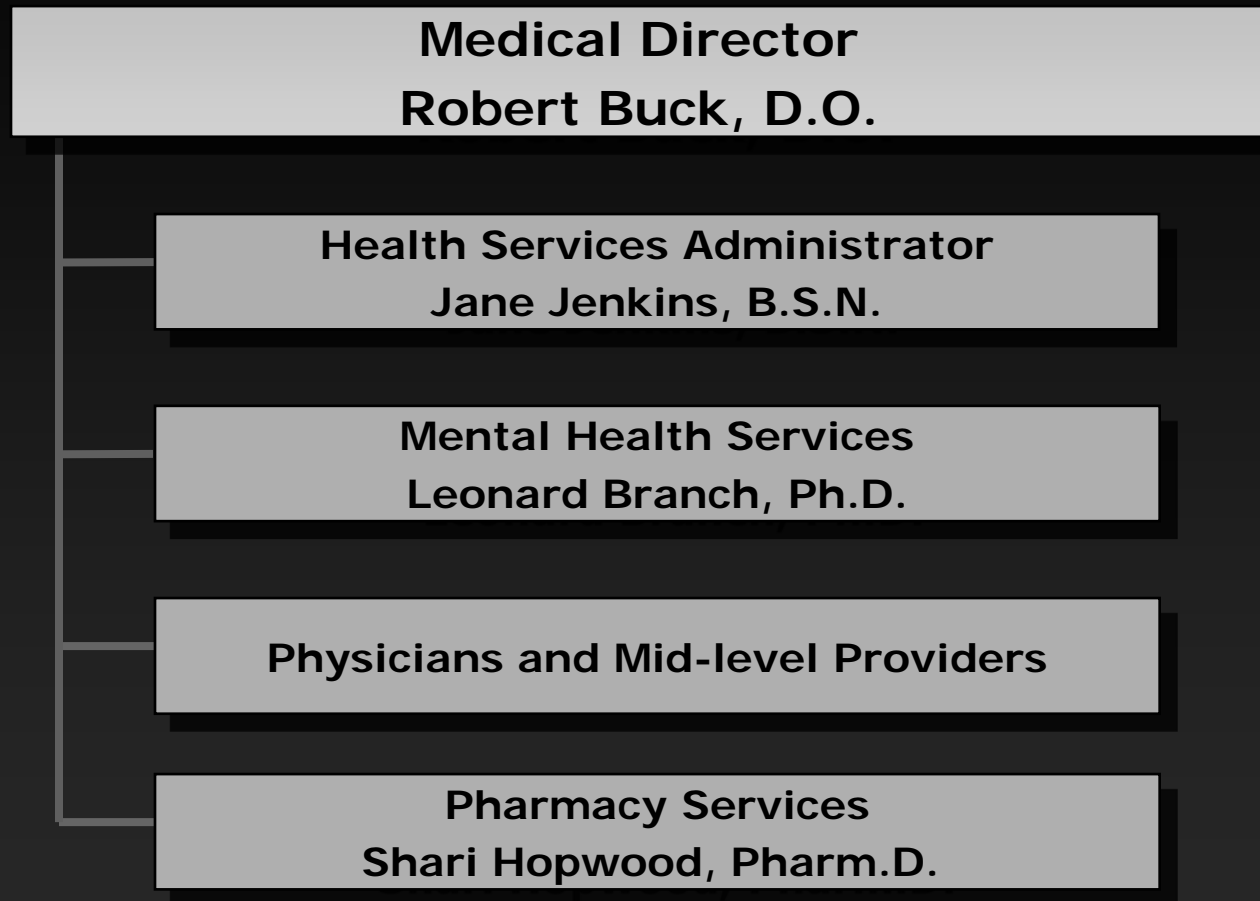 Medical Director
Robert Buck, D.O.
Health Services Administrator
Jane Jenkins, B.S.N.
Mental Health Services
Leonard Branch, Ph.D.
Physicians and Mid-level Providers
Pharmacy Services
Shari Hopwood, Pharm.D.